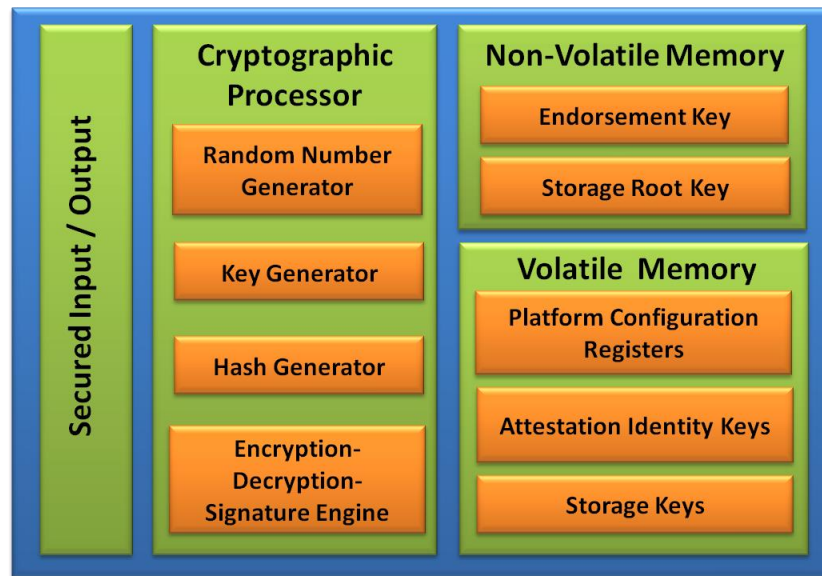 Secured Input / Output
Cryptographic
Processor
Random Number
Generator
Key Generator
Hash Generator
Encryption-
Decryption-
Signature Engine
Non-Volatile Memory
Endorsement Key
Storage Root Key
Volatile Memory
Platform Configuration
Registers
Attestation Identity Keys
Storage Keys